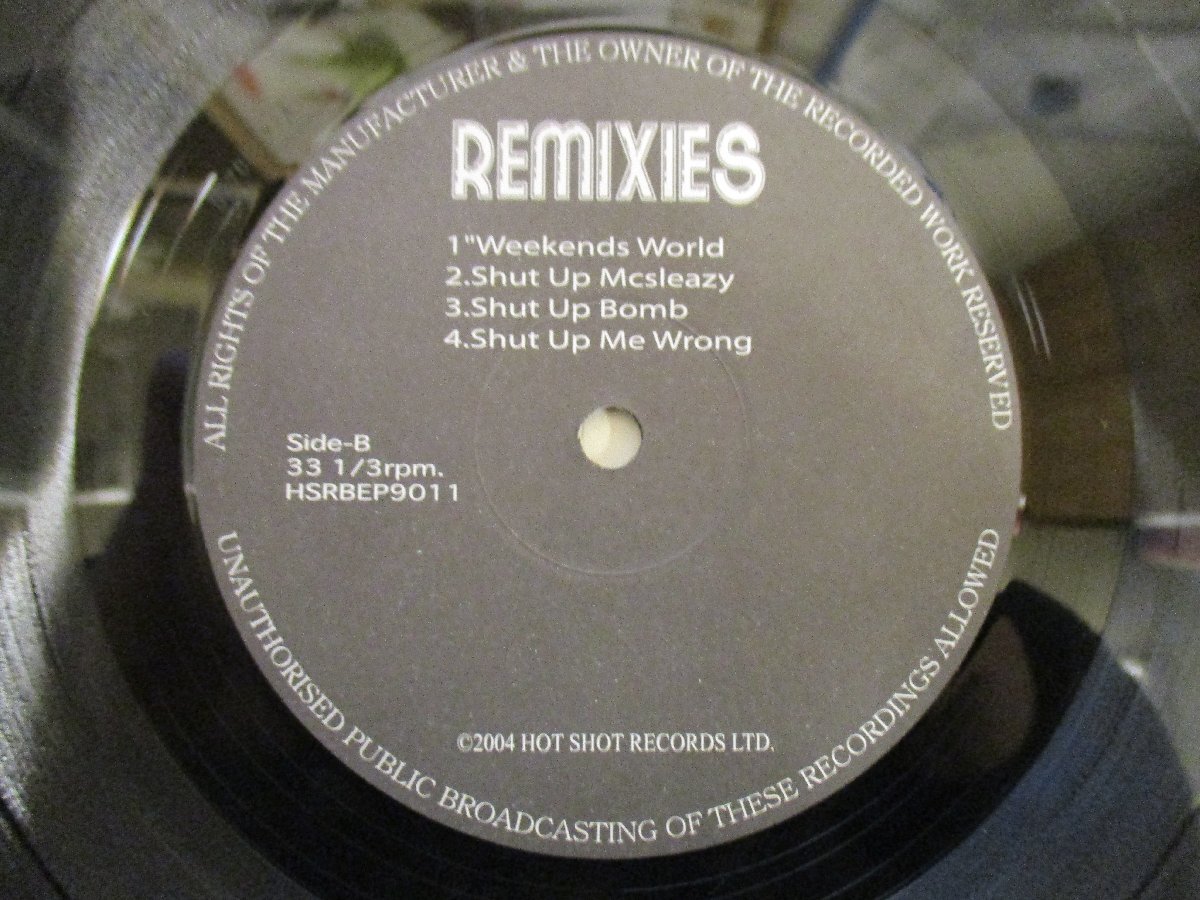 ALL RIGHTS OF THE MANUFACTURER & THE OWNER OF THE RECORDED WORK RESERVED
REMIXIES
1"Weekends World
2.Shut Up Mcsleazy
3.Shut Up Bomb
4.Shut Up Me Wrong
Side-B
33 1/3rpm.
HSRBEP9011
©2004 HOT SHOT RECORDS LTD.
UNAUTHORISED PUBLIC BROADCASTING OF THESE RECORDINGS ALLOWED